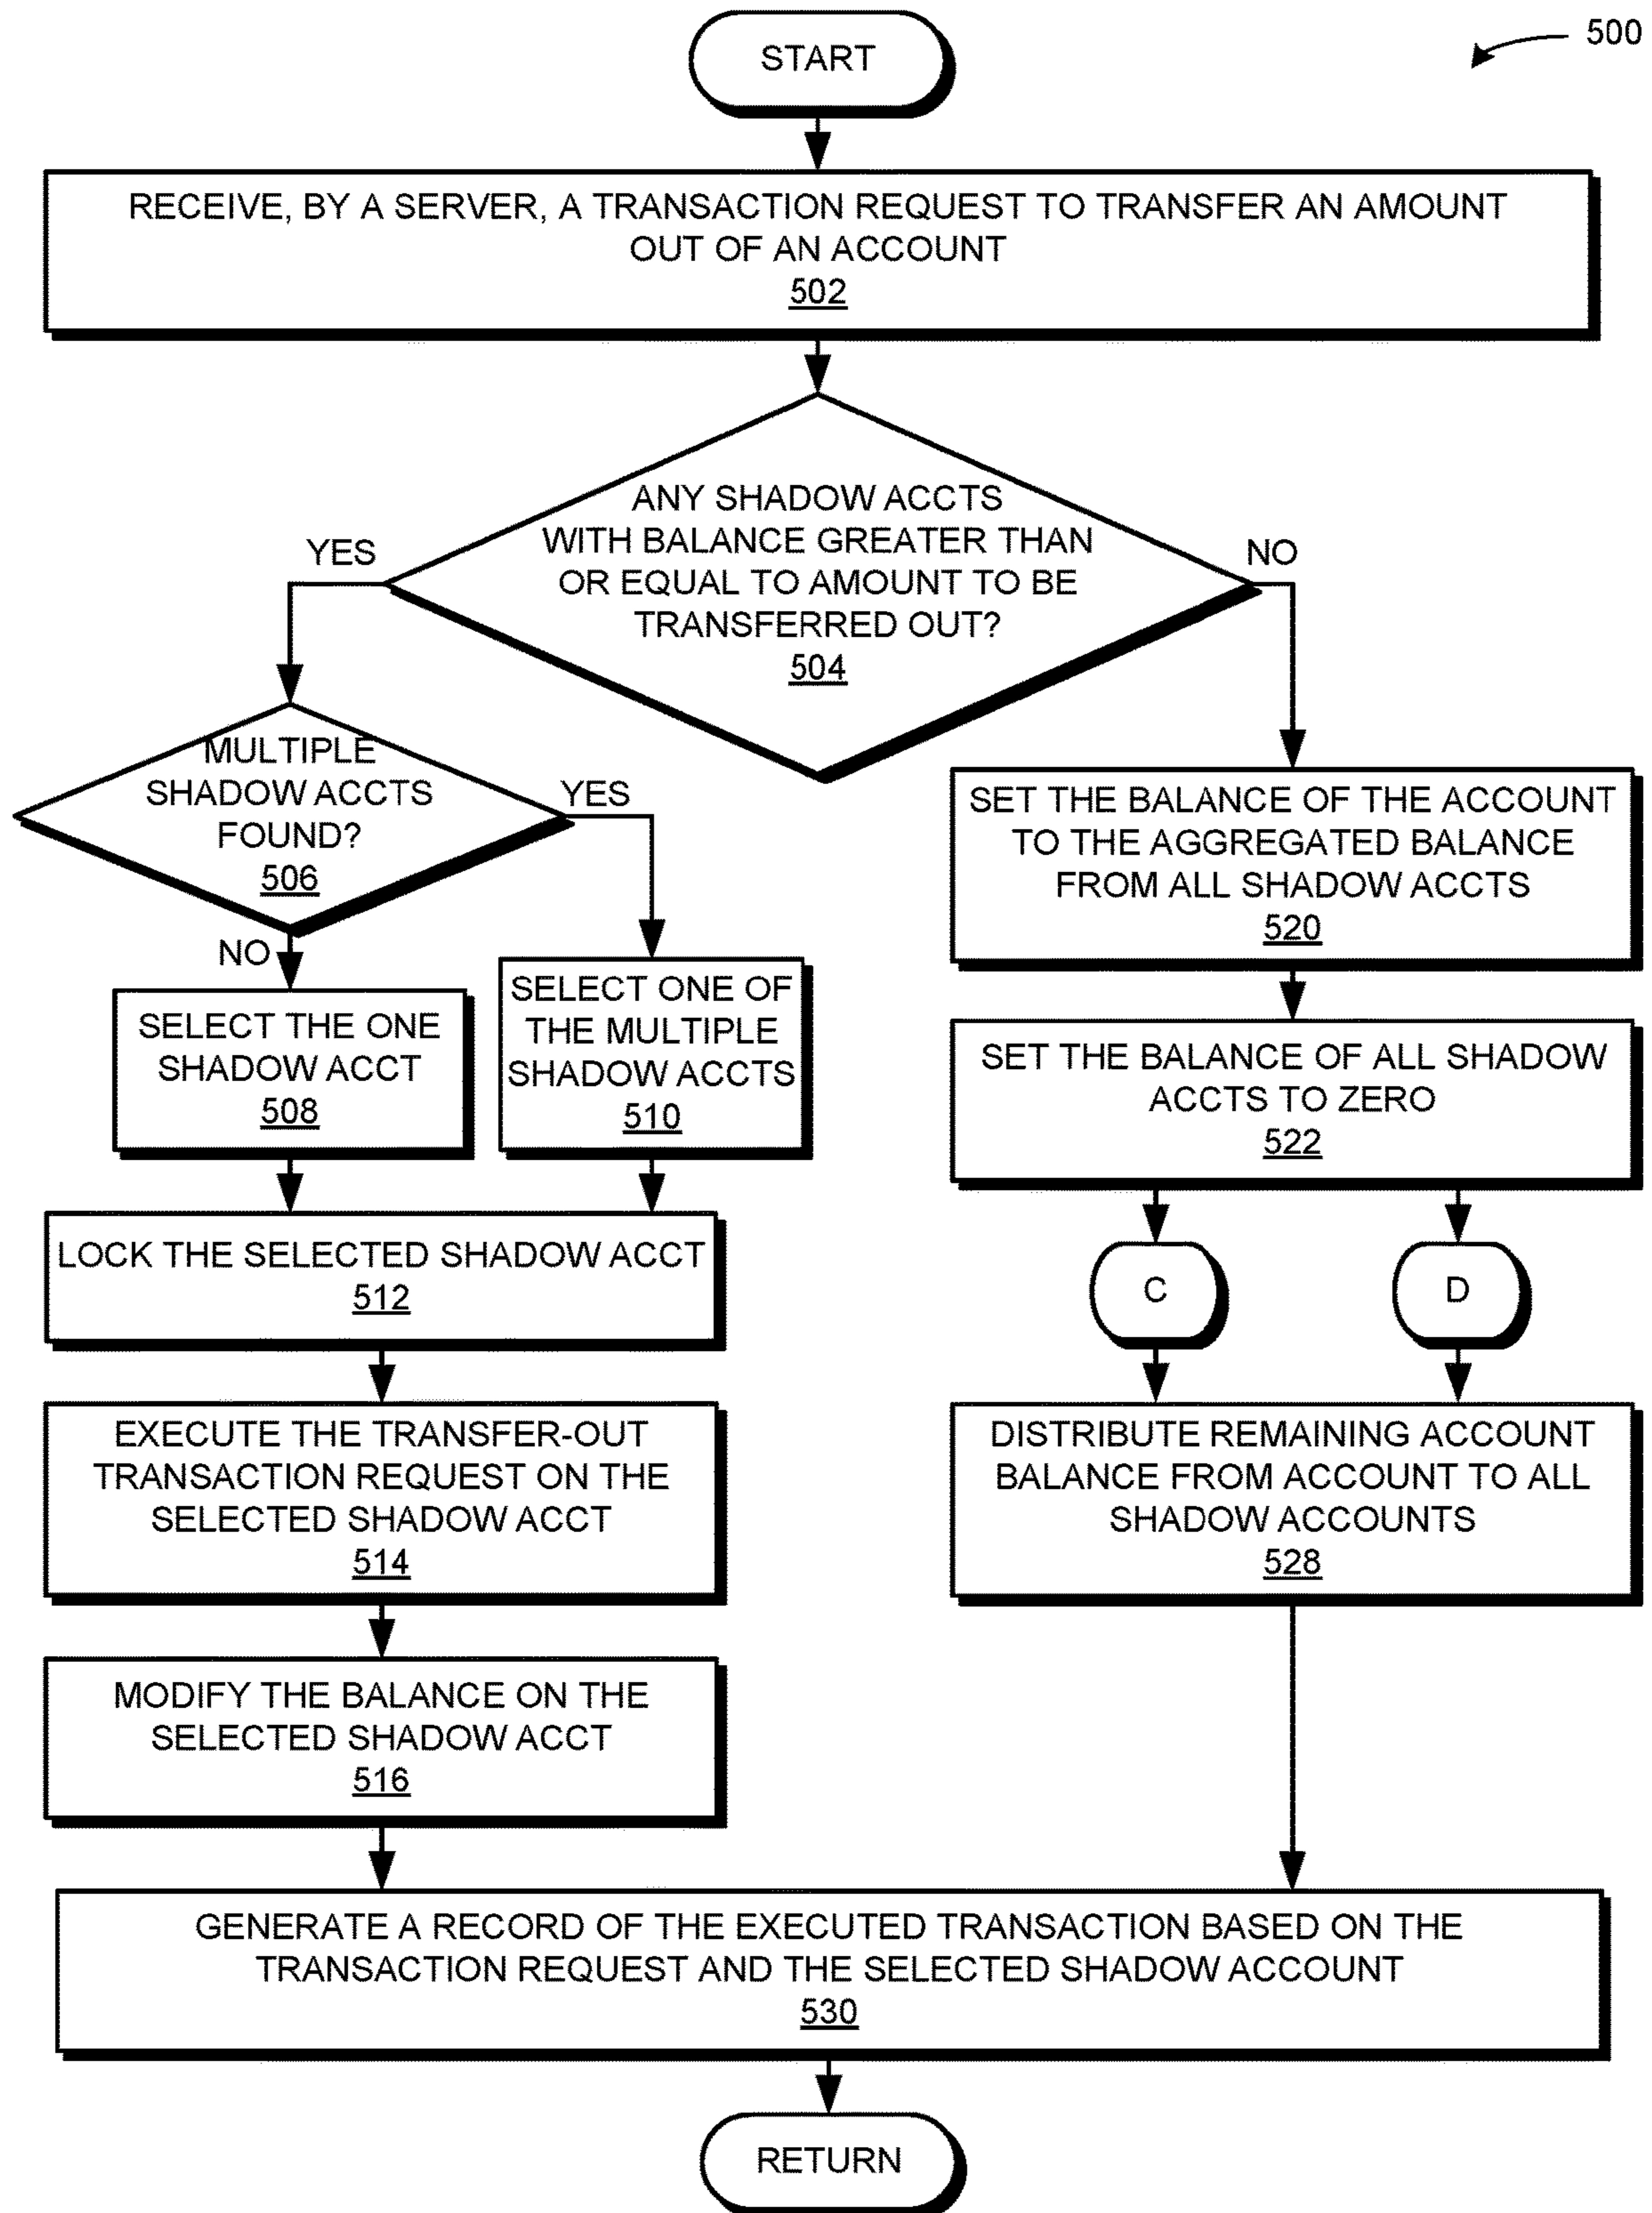 500
START
RECEIVE, BY A SERVER, A TRANSACTION REQUEST TO TRANSFER AN AMOUNT
OUT OF AN ACCOUNT
502
ANY SHADOW ACCTS
WITH BALANCE GREATER THAN
OR EQUAL TO AMOUNT TO BE
TRANSFERRED OUT?
504
YES
NO
MULTIPLE
SHADOW ACCTS
FOUND?
506
YES
NO
SELECT THE ONE
SHADOW ACCT
508
SELECT ONE OF
THE MULTIPLE
SHADOW ACCTS
510
LOCK THE SELECTED SHADOW ACCT
512
EXECUTE THE TRANSFER-OUT
TRANSACTION REQUEST ON THE
SELECTED SHADOW ACCT
514
MODIFY THE BALANCE ON THE
SELECTED SHADOW ACCT
516
SET THE BALANCE OF THE ACCOUNT
TO THE AGGREGATED BALANCE
FROM ALL SHADOW ACCTS
520
SET THE BALANCE OF ALL SHADOW
ACCTS TO ZERO
522
C
D
DISTRIBUTE REMAINING ACCOUNT
BALANCE FROM ACCOUNT TO ALL
SHADOW ACCOUNTS
528
GENERATE A RECORD OF THE EXECUTED TRANSACTION BASED ON THE
TRANSACTION REQUEST AND THE SELECTED SHADOW ACCOUNT
530
RETURN